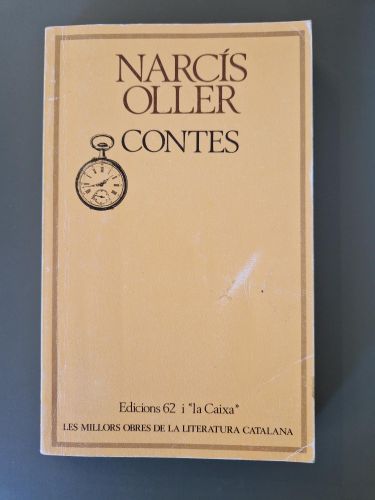 NARCÍS
OLLER
CONTES
Edicions 62 i "la Caixa"
LES MILLORS OBRES DE LA LITERATURA CATALANA